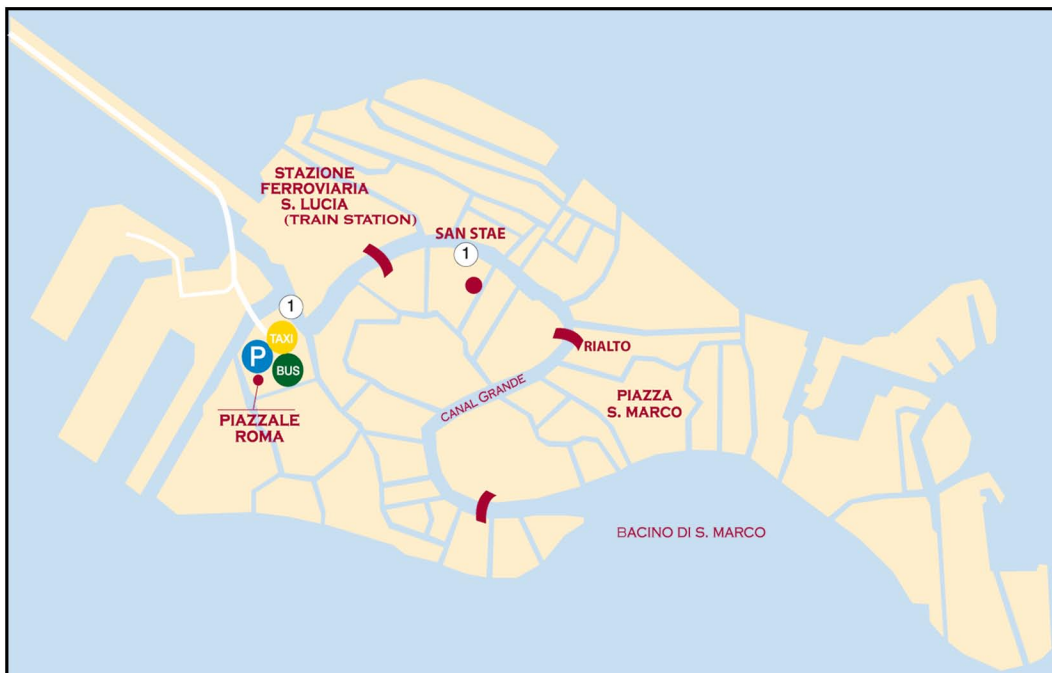 STAZIONE
FERROVIARIA
S. LUCIA
(TRAIN STATION)
SAN STAE
1
1
TAXI
P
BUS
RIALTO
CANAL GRANDE
PIAZZA
S. MARCO
PIAZZALE
ROMA
BACINO DI S. MARCO